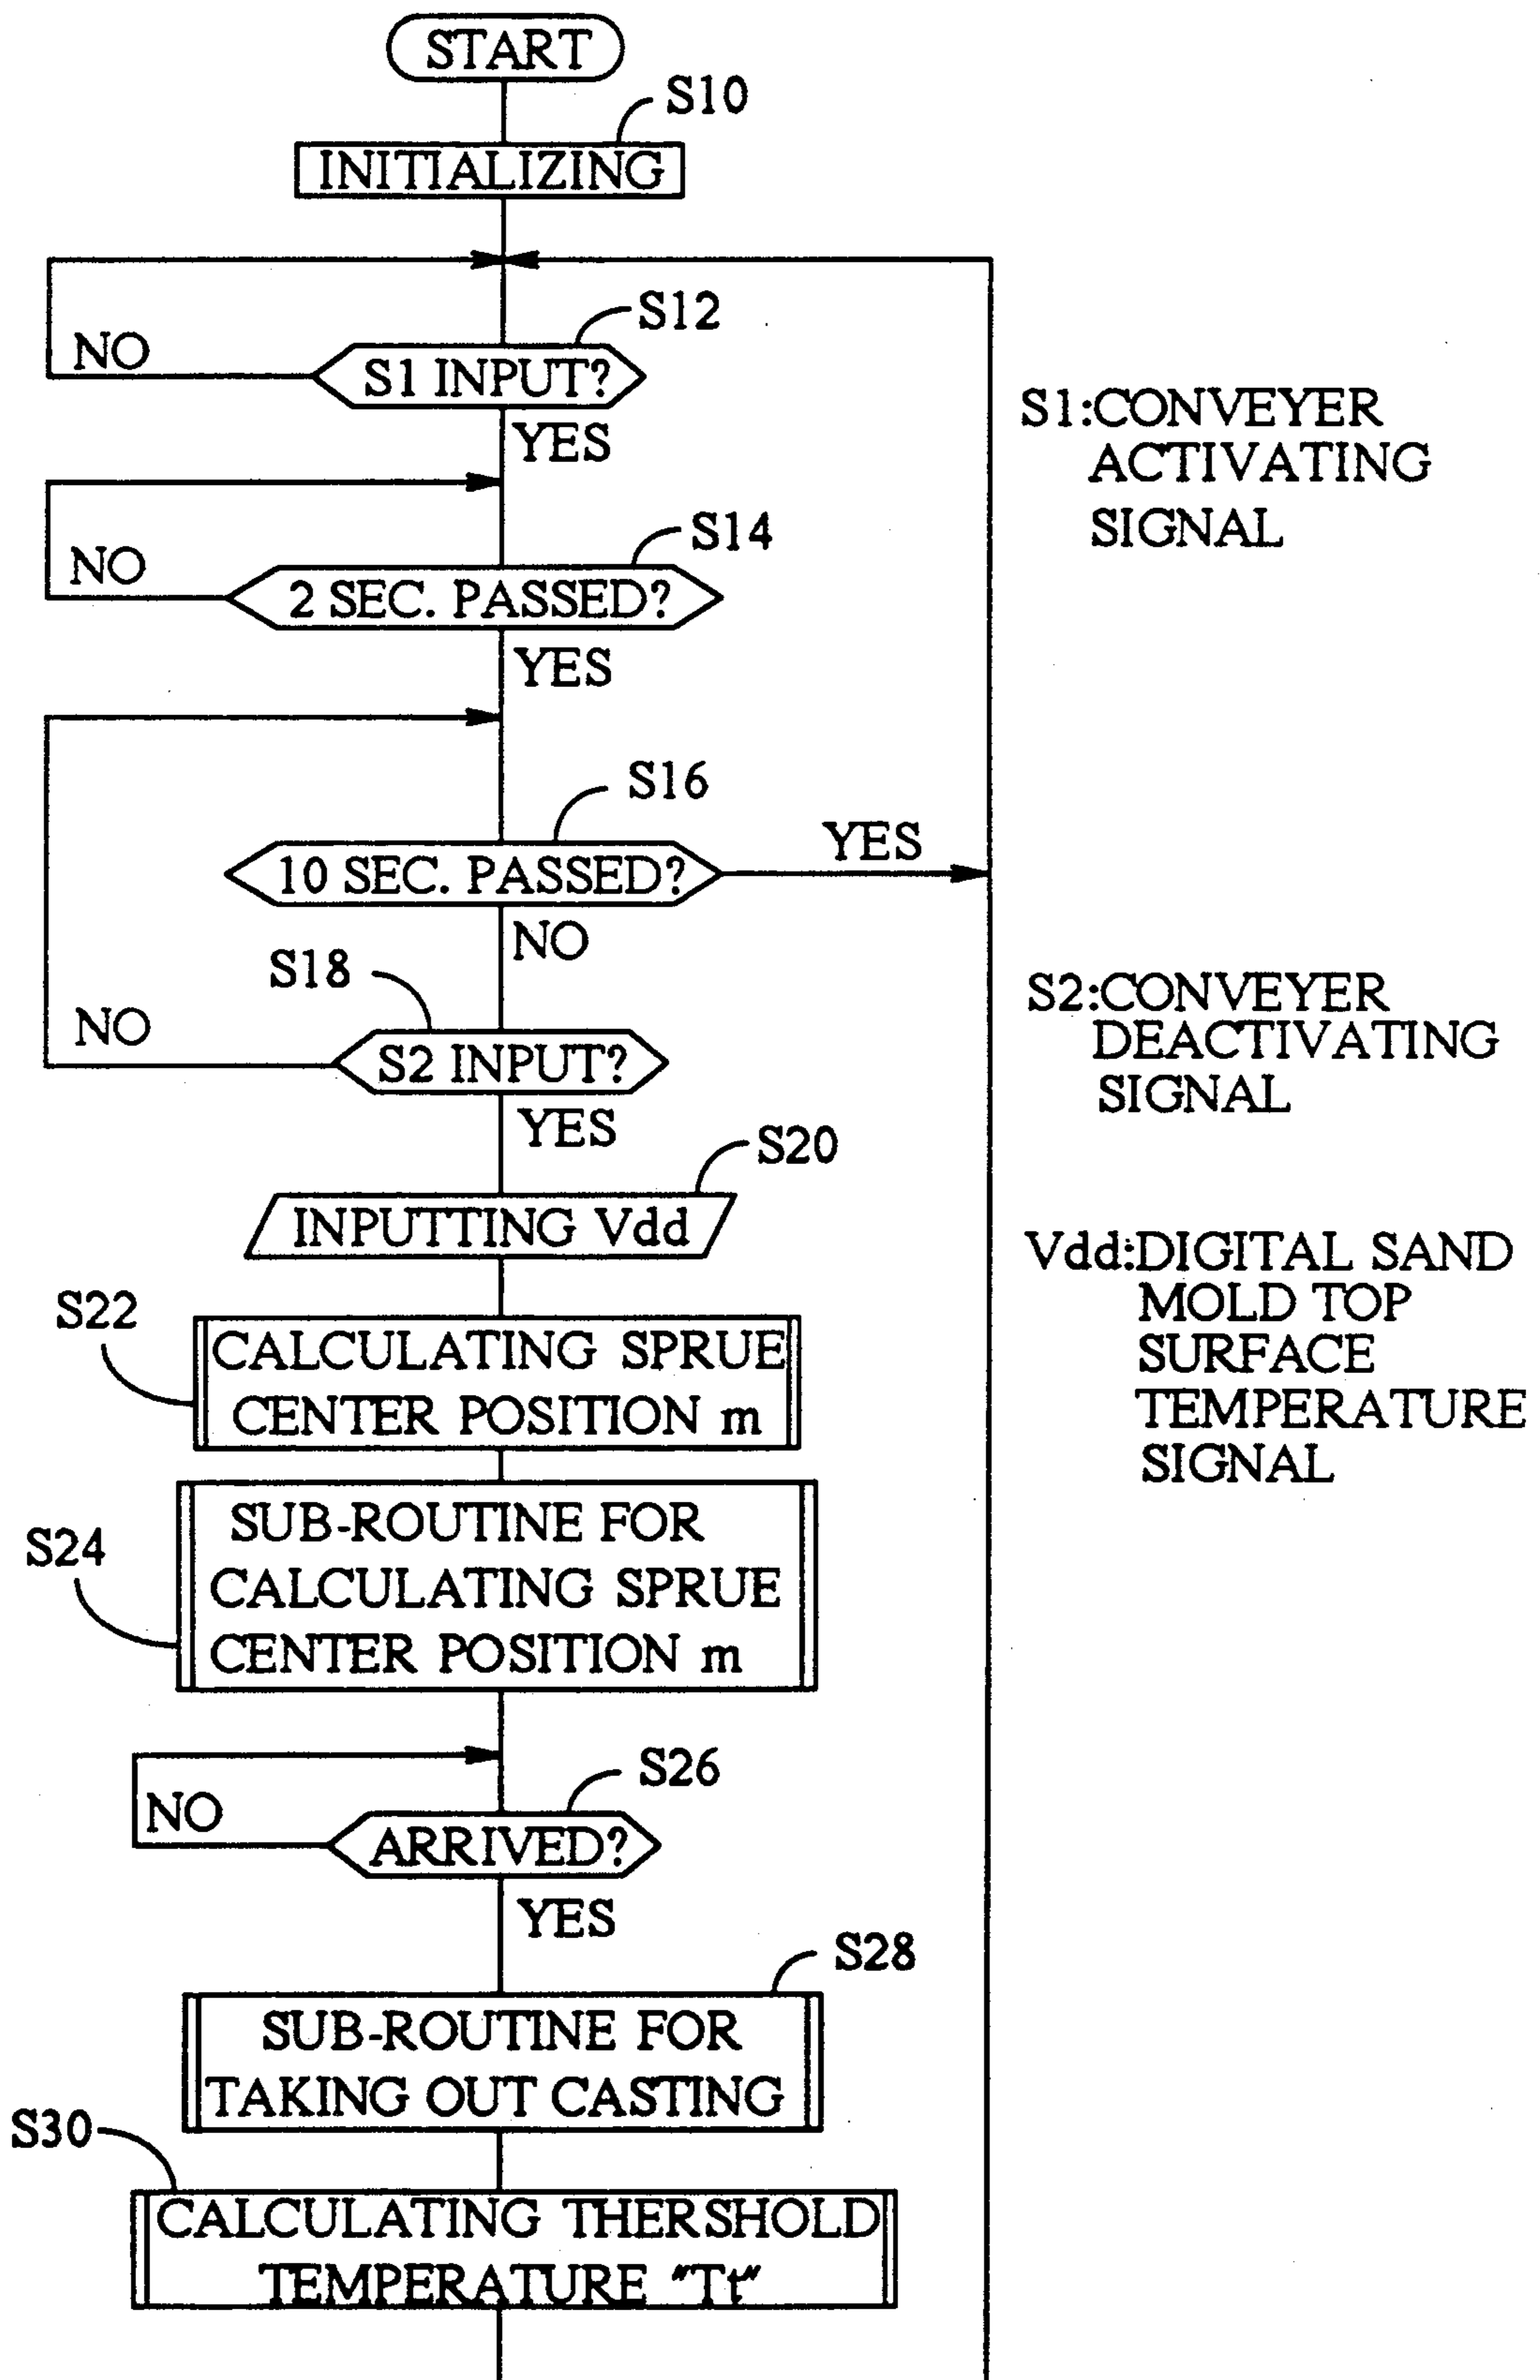 START
S10
INITIALIZING
S12
NO
S1 INPUT?
YES
S1:CONVEYER
ACTIVATING
SIGNAL
S14
NO
2 SEC. PASSED?
YES
S16
10 SEC. PASSED?
YES
NO
S18
NO
S2 INPUT?
YES
S2:CONVEYER
DEACTIVATING
SIGNAL
S20
INPUTTING Vdd
Vdd:DIGITAL SAND
MOLD TOP
SURFACE
TEMPERATURE
SIGNAL
S22
CALCULATING SPRUE
CENTER POSITION m
S24
SUB-ROUTINE FOR
CALCULATING SPRUE
CENTER POSITION m
S26
NO
ARRIVED?
YES
S28
SUB-ROUTINE FOR
TAKING OUT CASTING
S30
CALCULATING THERSHOLD
TEMPERATURE "Tt"